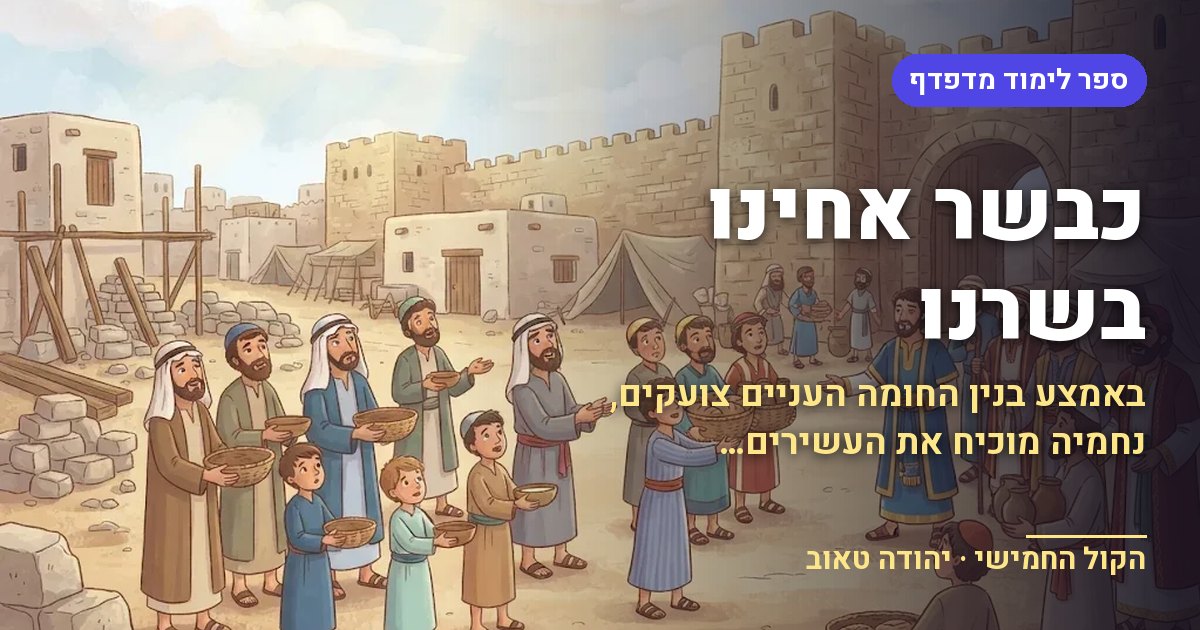 ספר לימוד מדפדף
כבשר אחינו
בשרנו
באמצע בנין החומה העניים צועקים,
נחמיה מוכיח את העשירים...
הקול החמישי · יהודה טאוב